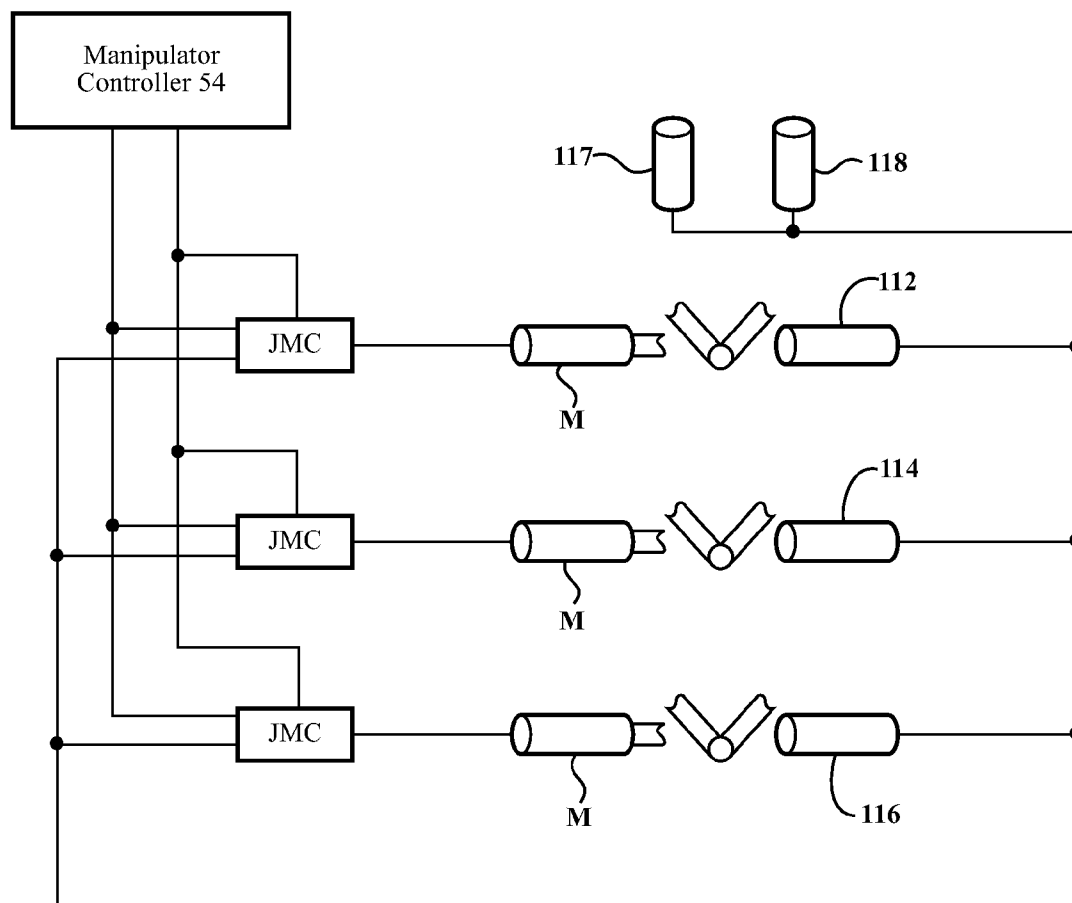 Manipulator
Controller 54
117
118
112
JMC
M
114
JMC
M
JMC
M
116